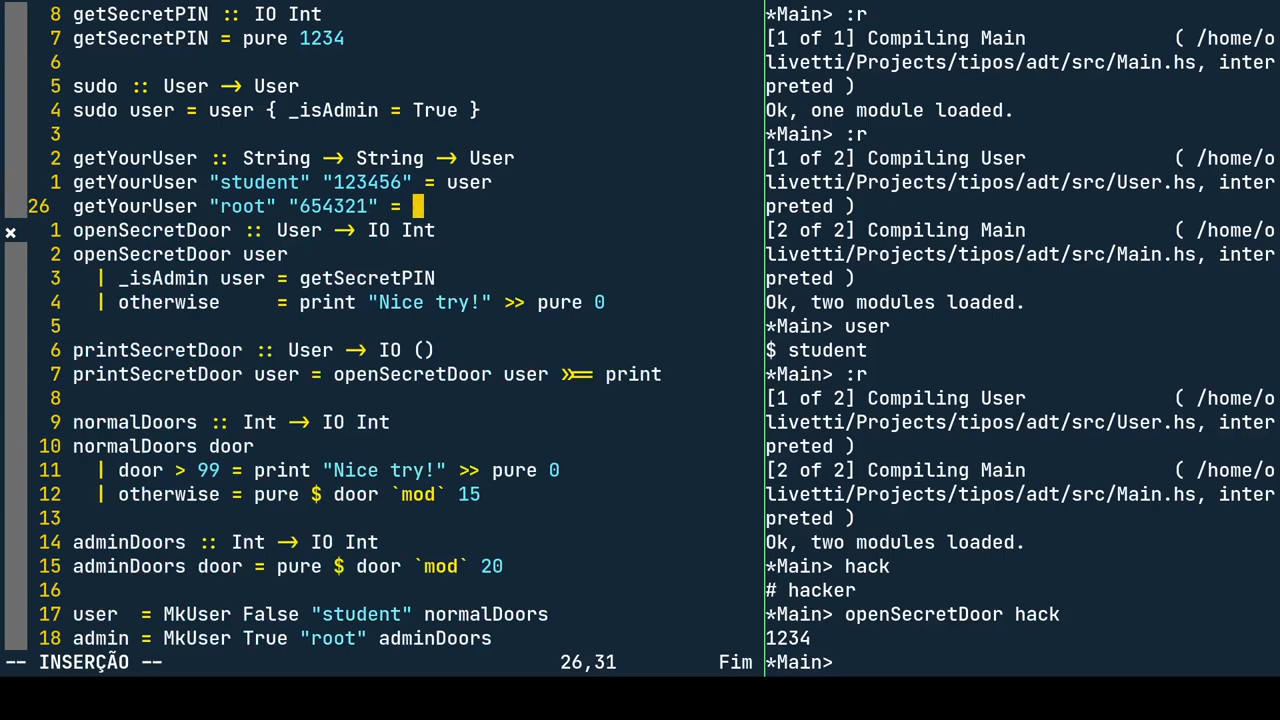 8 getSecretPIN :: IO Int
7 getSecretPIN = pure 1234
6
5 sudo :: User -> User
4 sudo user = user { _isAdmin = True }
3
2 getYourUser :: String -> String -> User
1 getYourUser "student" "123456" = user
26 getYourUser "root" "654321" =
× 1 openSecretDoor :: User -> IO Int
2 openSecretDoor user
3 | _isAdmin user = getSecretPIN
4 | otherwise     = print "Nice try!" >> pure 0
5
6 printSecretDoor :: User -> IO ()
7 printSecretDoor user = openSecretDoor user >>= print
8
9 normalDoors :: Int -> IO Int
10 normalDoors door
11 | door > 99 = print "Nice try!" >> pure 0
12 | otherwise = pure $ door `mod` 15
13
14 adminDoors :: Int -> IO Int
15 adminDoors door = pure $ door `mod` 20
16
17 user  = MkUser False "student" normalDoors
18 admin = MkUser True "root" adminDoors
-- INSERÇÃO -- 26,31 Fim
*Main> :r
[1 of 1] Compiling Main ( /home/o
livetti/Projects/tipos/adt/src/Main.hs, inter
preted )
Ok, one module loaded.
*Main> :r
[1 of 2] Compiling User ( /home/o
livetti/Projects/tipos/adt/src/User.hs, inter
preted )
[2 of 2] Compiling Main ( /home/o
livetti/Projects/tipos/adt/src/Main.hs, inter
preted )
Ok, two modules loaded.
*Main> user
$ student
*Main> :r
[1 of 2] Compiling User ( /home/o
livetti/Projects/tipos/adt/src/User.hs, inter
preted )
[2 of 2] Compiling Main ( /home/o
livetti/Projects/tipos/adt/src/Main.hs, inter
preted )
Ok, two modules loaded.
*Main> hack
# hacker
*Main> openSecretDoor hack
1234
*Main>